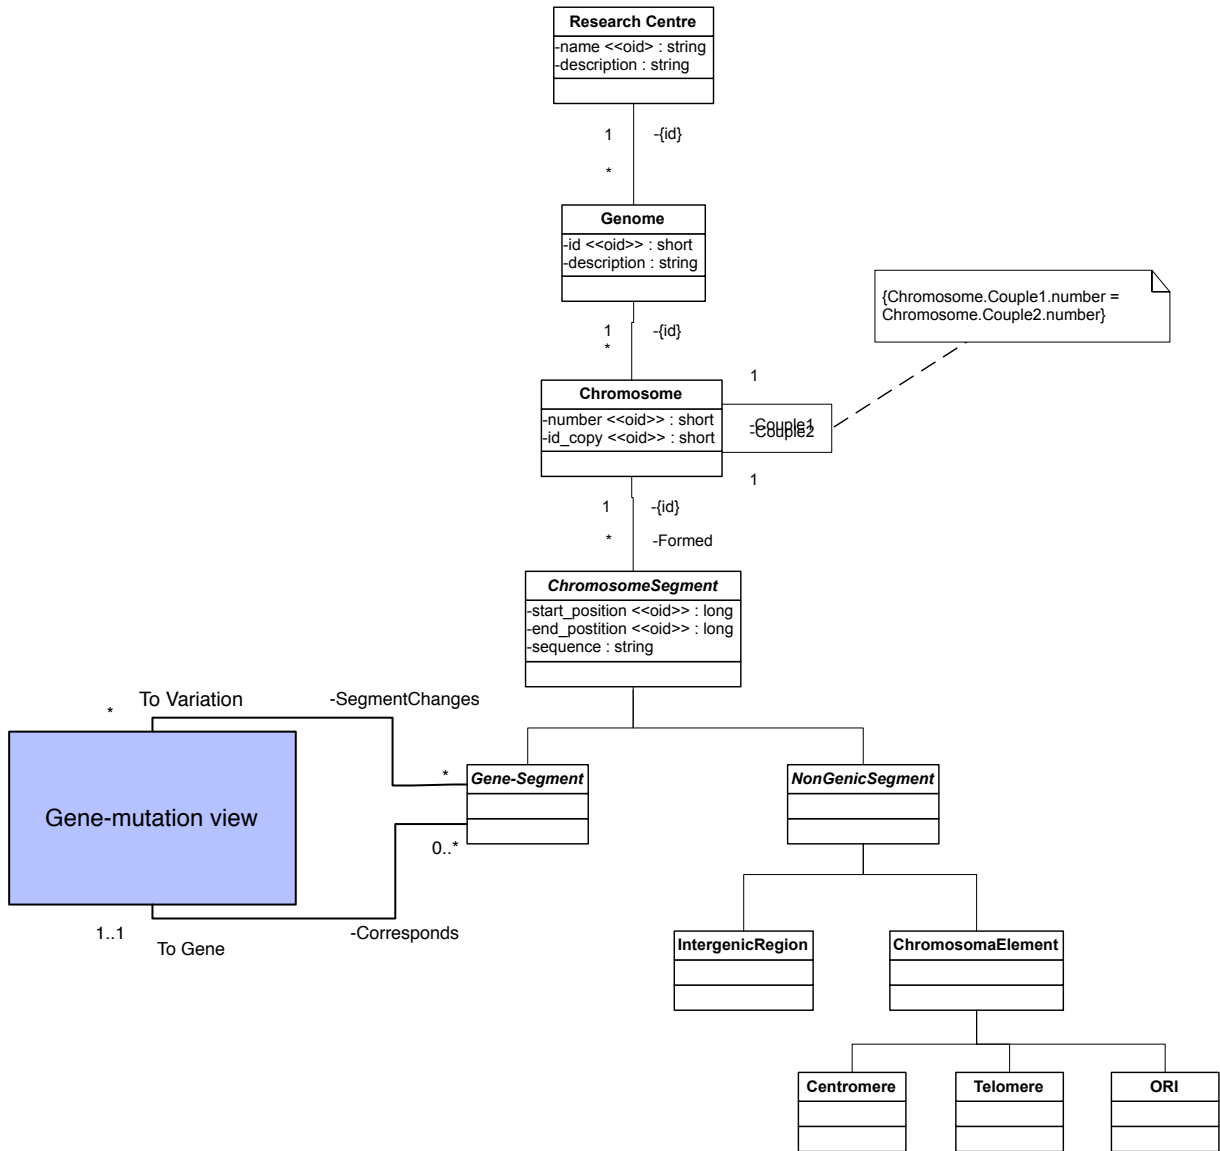 Research Centre
-name <<oid> : string
-description : string
1
-{id}
*
Genome
-id <<oid>> : short
-description : string
{Chromosome.Couple1.number =
Chromosome.Couple2.number}
1
-{id}
*
Chromosome
-number <<oid>> : short
-id_copy <<oid>> : short
1
-Couple1
-Couple2
1
1
-{id}
*
-Formed
ChromosomeSegment
-start_position <<oid>> : long
-end_postition <<oid>> : long
-sequence : string
To Variation
-SegmentChanges
*
*
Gene-mutation view
Gene-Segment
NonGenicSegment
0..*
1..1
To Gene
-Corresponds
IntergenicRegion
ChromosomaElement
Centromere
Telomere
ORI